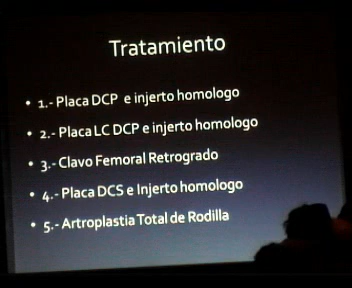 Tratamiento
• 1.- Placa DCP e injerto homologo
• 2.- Placa LC DCP e injerto homologo
• 3.- Clavo Femoral Retrogrado
• 4.- Placa DCS e Injerto homologo
• 5.- Artroplastia Total de Rodilla